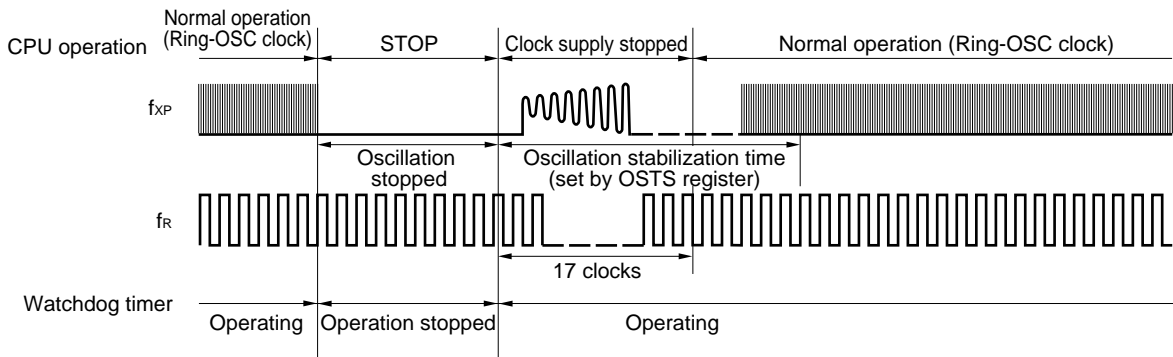 Normal operation
(Ring-OSC clock)
CPU operation
STOP
Clock supply stopped
Normal operation (Ring-OSC clock)
fXP
Oscillation
stopped
Oscillation stabilization time
(set by OSTS register)
fR
17 clocks
Watchdog timer
Operating
Operation stopped
Operating